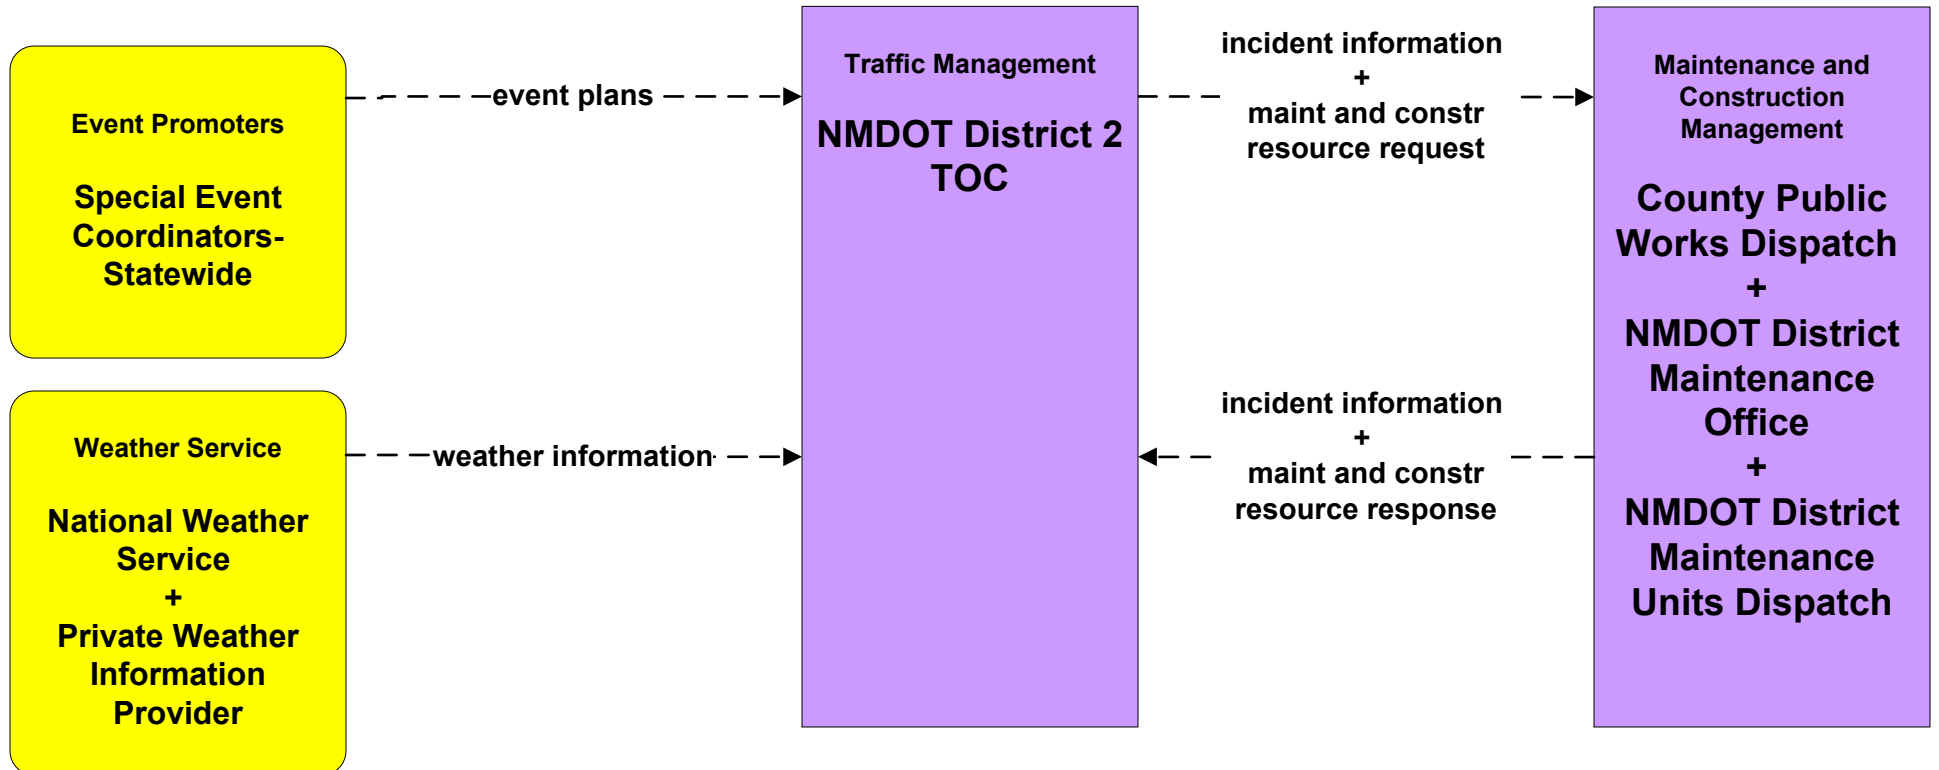 Event Promoters
Special Event
Coordinators-
Statewide
event plans
Weather Service
National Weather
Service
+
Private Weather
Information
Provider
weather information
Traffic Management
NMDOT District 2
TOC
incident information
+
maint and constr
resource request
incident information
+
maint and constr
resource response
Maintenance and
Construction
Management
County Public
Works Dispatch
+
NMDOT District
Maintenance
Office
+
NMDOT District
Maintenance
Units Dispatch